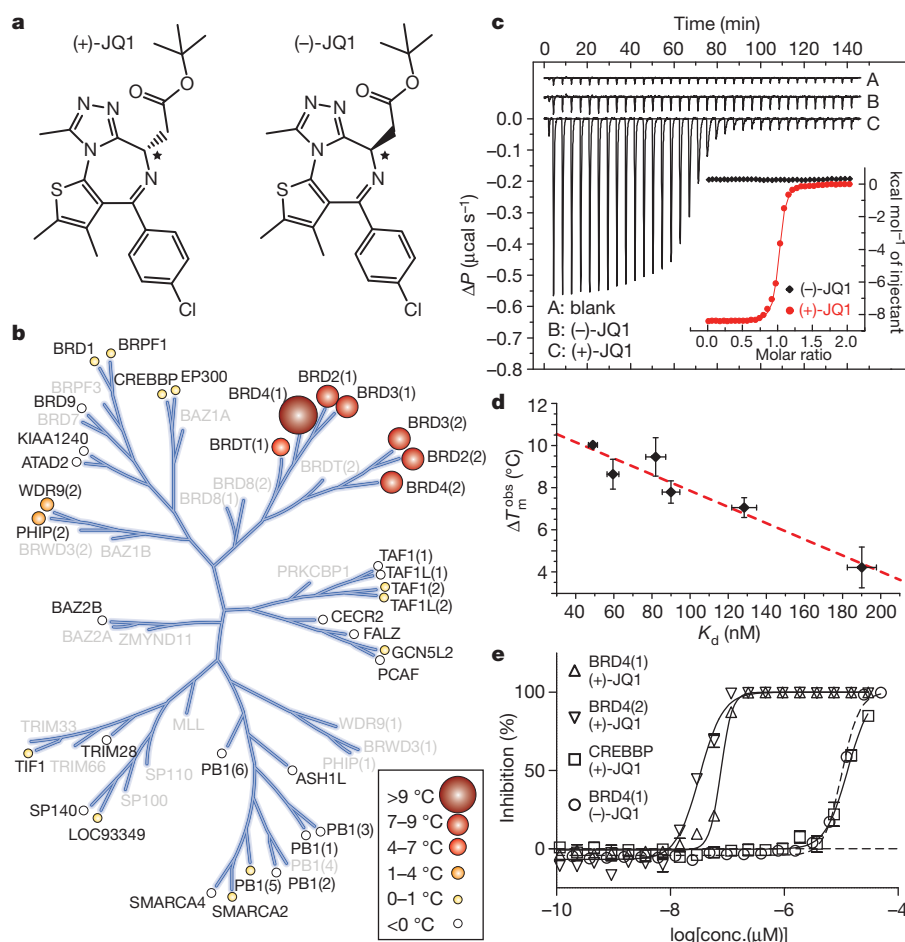 a
(+)-JQ1
(–)-JQ1
O
O
N–N
N
N
S
Cl
★
O
O
N–N
N
N
S
Cl
★
b
BRD1
BRPF1
BRPF3
CREBBP
EP300
BRD9
BRD7
BAZ1A
KIAA1240
ATAD2
WDR9(2)
PHIP(2)
BRWD3(2)
BAZ1B
BRD8(1)
BRD8(2)
BRD4(1)
BRD2(1)
BRD3(1)
BRDT(1)
BRD3(2)
BRD2(2)
BRDT(2)
BRD4(2)
PRKCBP1
TAF1(1)
TAF1L(1)
TAF1(2)
TAF1L(2)
CECR2
FALZ
GCN5L2
PCAF
BAZ2B
BAZ2A
ZMYND11
TRIM33
TIF1
TRIM66
TRIM28
MLL
SP110
SP100
SP140
LOC93349
PB1(6)
ASH1L
WDR9(1)
BRWD3(1)
PHIP(1)
PB1(3)
PB1(1)
PB1(4)
PB1(2)
PB1(5)
SMARCA4
SMARCA2
>9 °C
7–9 °C
4–7 °C
1–4 °C
0–1 °C
<0 °C
c
Time (min)
0 20 40 60 80 100 120 140
A
B
C
0.0
–0.1
–0.2
–0.3
–0.4
–0.5
–0.6
–0.7
–0.8
ΔP (µcal s⁻¹)
A: blank
B: (–)-JQ1
C: (+)-JQ1
(–)-JQ1
(+)-JQ1
0
–2
–4
–6
–8
kcal mol⁻¹
of injectant
0.0 0.5 1.0 1.5 2.0
Molar ratio
d
12
10
8
6
4
ΔTₘᵒᵇˢ (°C)
40 60 80 100 120 140 160 180 200
Kd (nM)
e
BRD4(1)
(+)-JQ1
BRD4(2)
(+)-JQ1
CREBBP
(+)-JQ1
BRD4(1)
(–)-JQ1
100
50
0
Inhibition (%)
–10 –8 –6 –4
log[conc.(µM)]